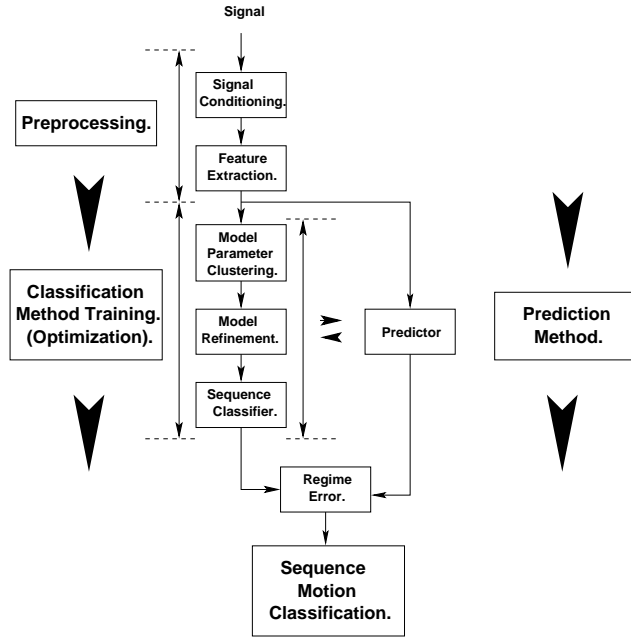 Signal
Signal
Conditioning.
Preprocessing.
Feature
Extraction.
Model
Parameter
Clustering.
Classification
Method Training.
(Optimization).
Model
Refinement.
Predictor
Prediction
Method.
Sequence
Classifier.
Regime
Error.
Sequence
Motion
Classification.